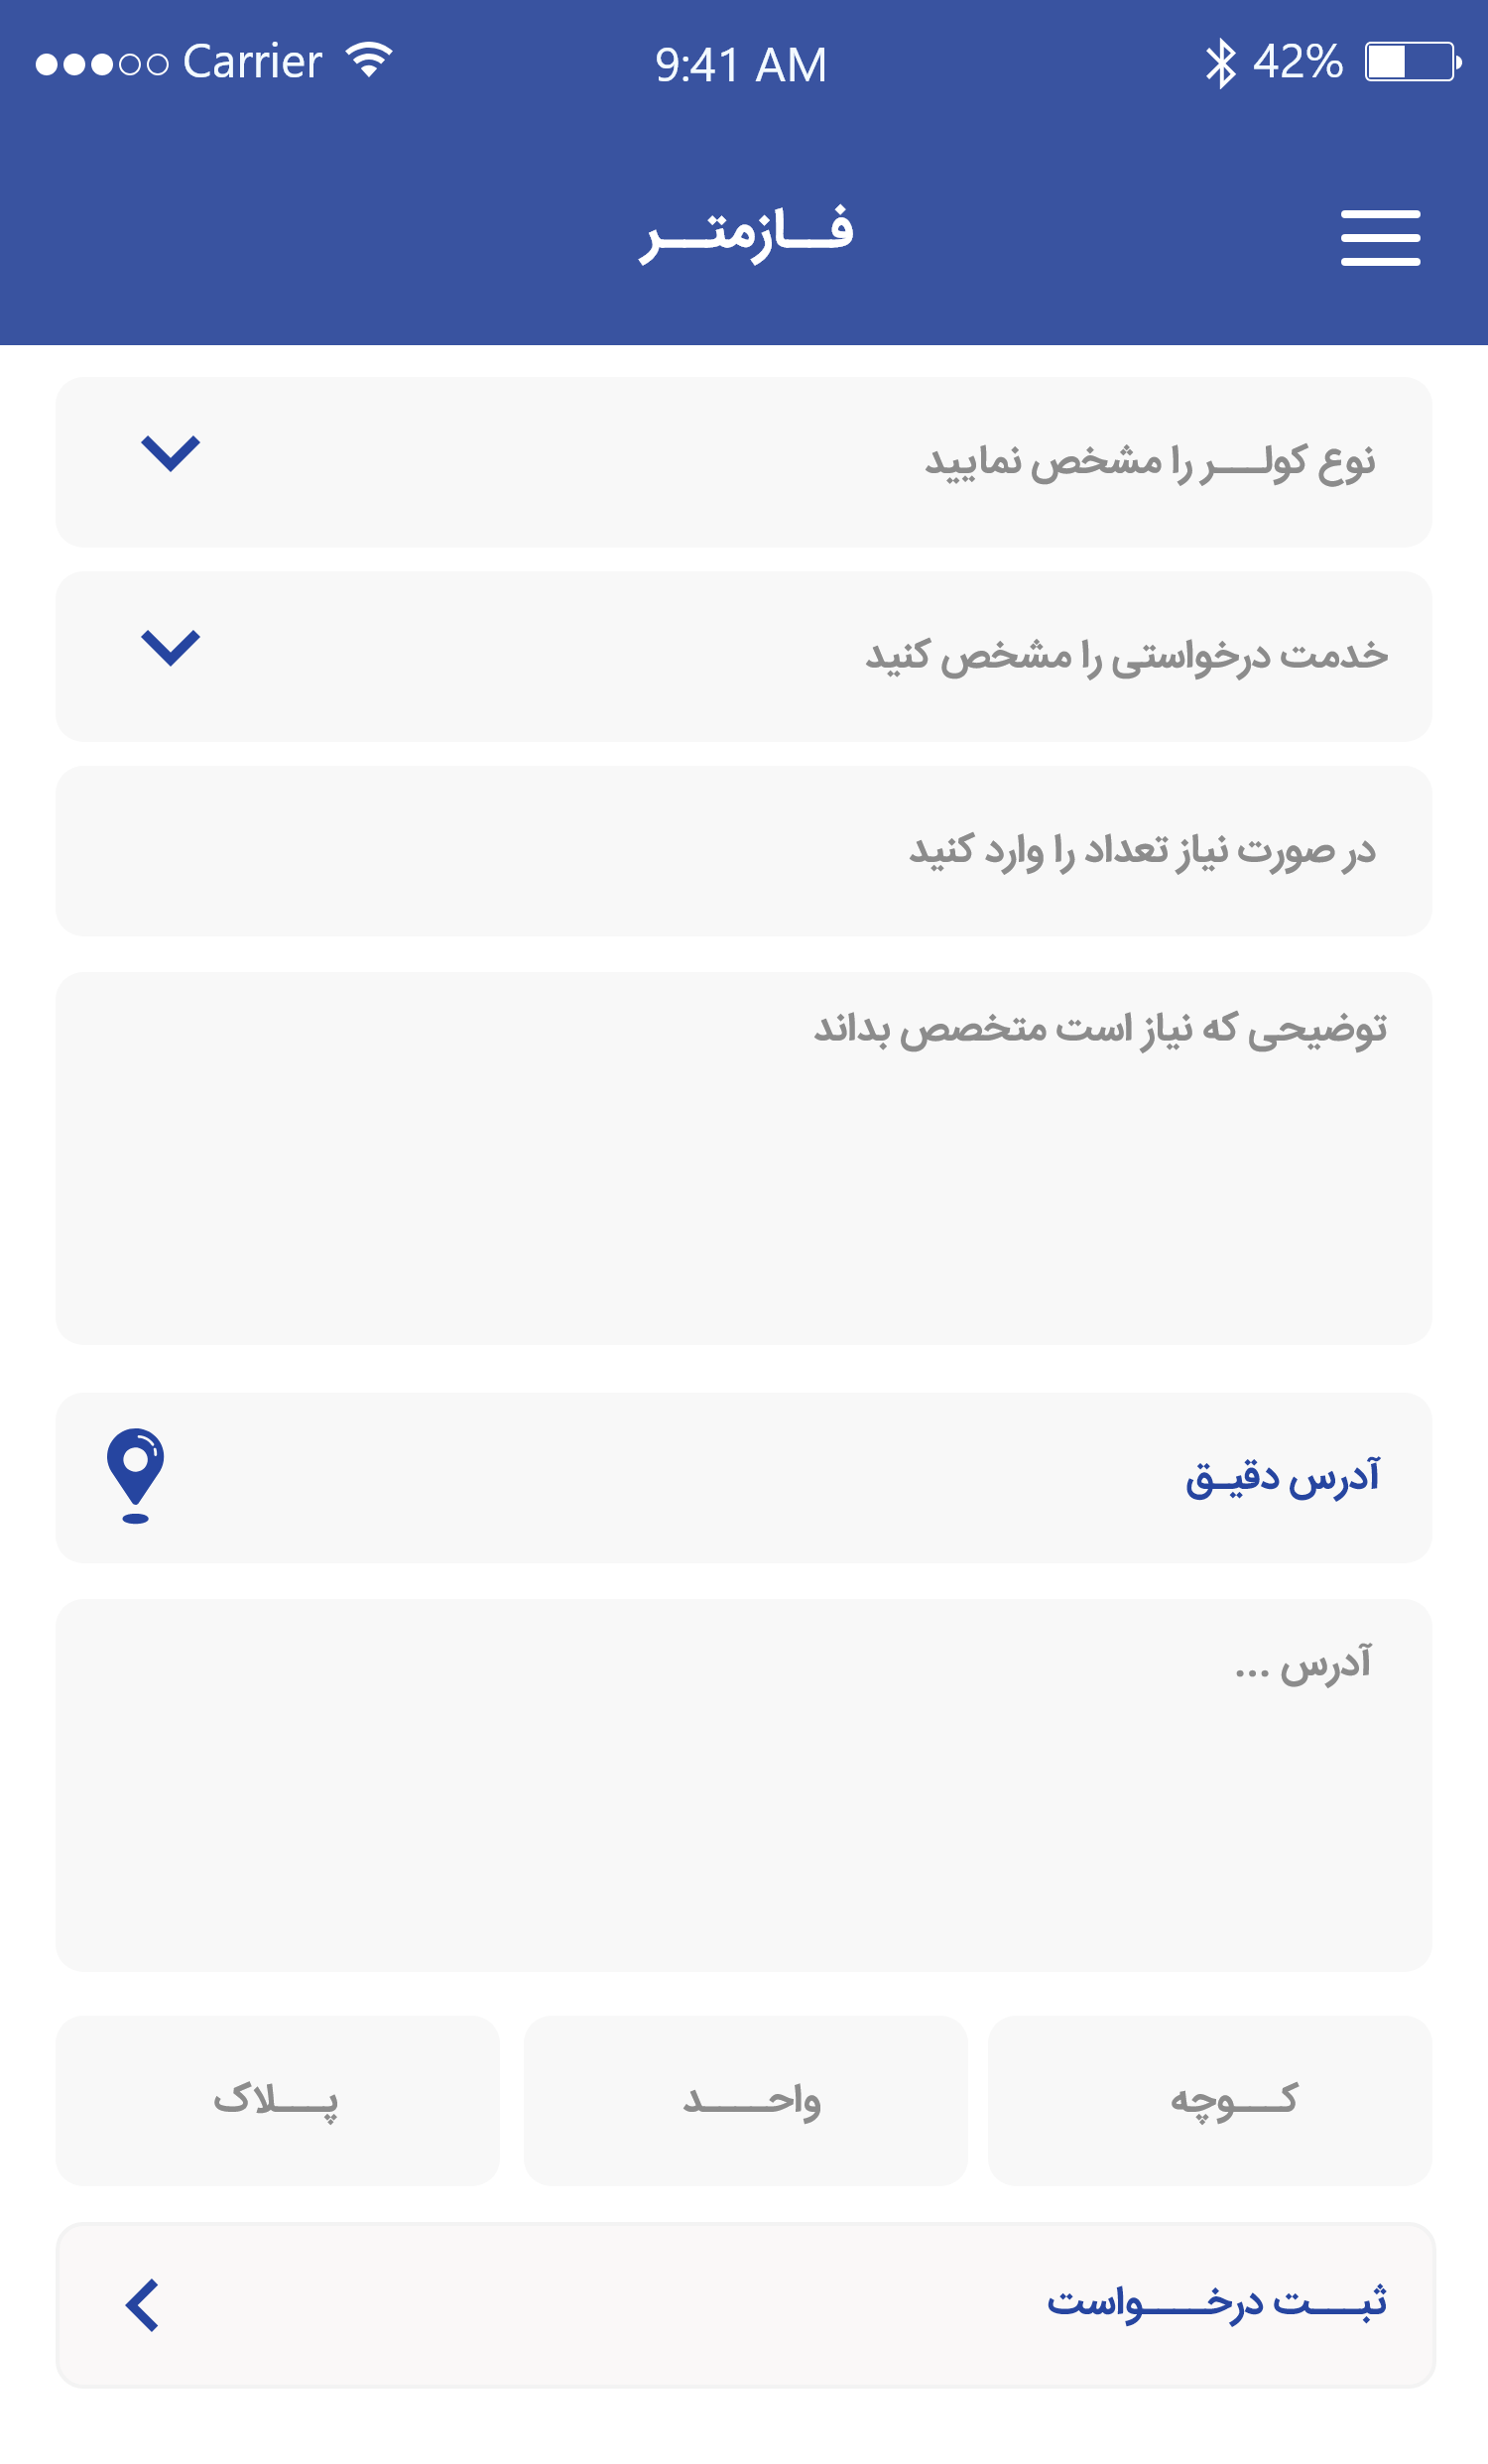 Carrier 9:41 AM 42%
فـــازمتـــر
نوع کولـــر را مشخص نمایید
خدمت درخواستی را مشخص کنید
در صورت نیاز تعداد را وارد کنید
توضیحی که نیاز است متخصص بداند
آدرس دقیـق
آدرس ...
کـــوچه واحـــــد پـــلاک
ثبـــت درخـــــواست